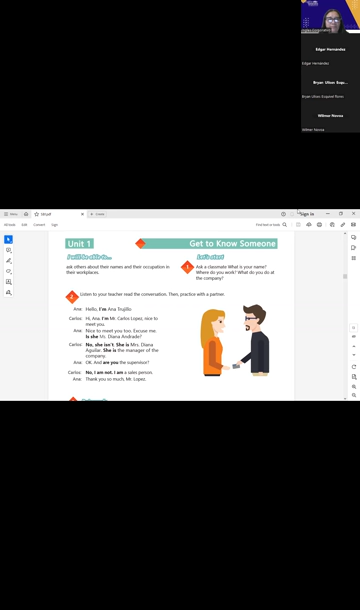 Edgar Hernández
Edgar Hernández
Bryan Ulises Esqu...
Bryan Ulises Esquivel flores
Wilmer Novoa
Wilmer Novoa
Menu
Create
Sign in
All tools
Edit
Convert
Sign
Find text or tools
Unit 1
Get to Know Someone
I will be able to...
Let's start
ask others about their names and their occupation in
their workplaces.
1. Ask a classmate What is your name?
Where do you work? What do you do at
the company?
2. Listen to your teacher read the conversation. Then, practice with a partner.
Ana: Hello, I'm Ana Trujillo
Carlos: Hi, Ana. I'm Mr. Carlos Lopez, nice to
meet you.
Ana: Nice to meet you too. Excuse me.
Is she Ms. Diana Andrade?
Carlos: No, she isn't. She is Mrs. Diana
Aguilar. She is the manager of the
company.
Ana: OK. And are you the supervisor?
Carlos: No, I am not. I am a sales person.
Ana: Thank you so much, Mr. Lopez.